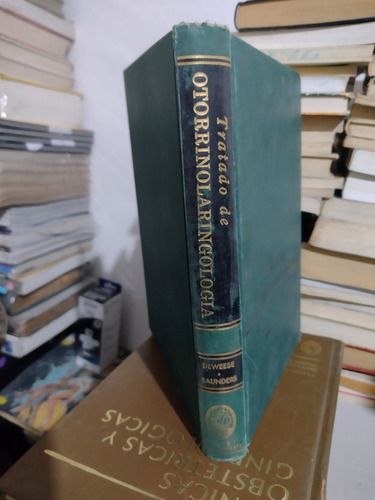 Tratado de
OTORRINOLARINGOLOGIA
DEWEESE
SAUNDERS
OBSTETRICAS Y
GINECOLOGICAS